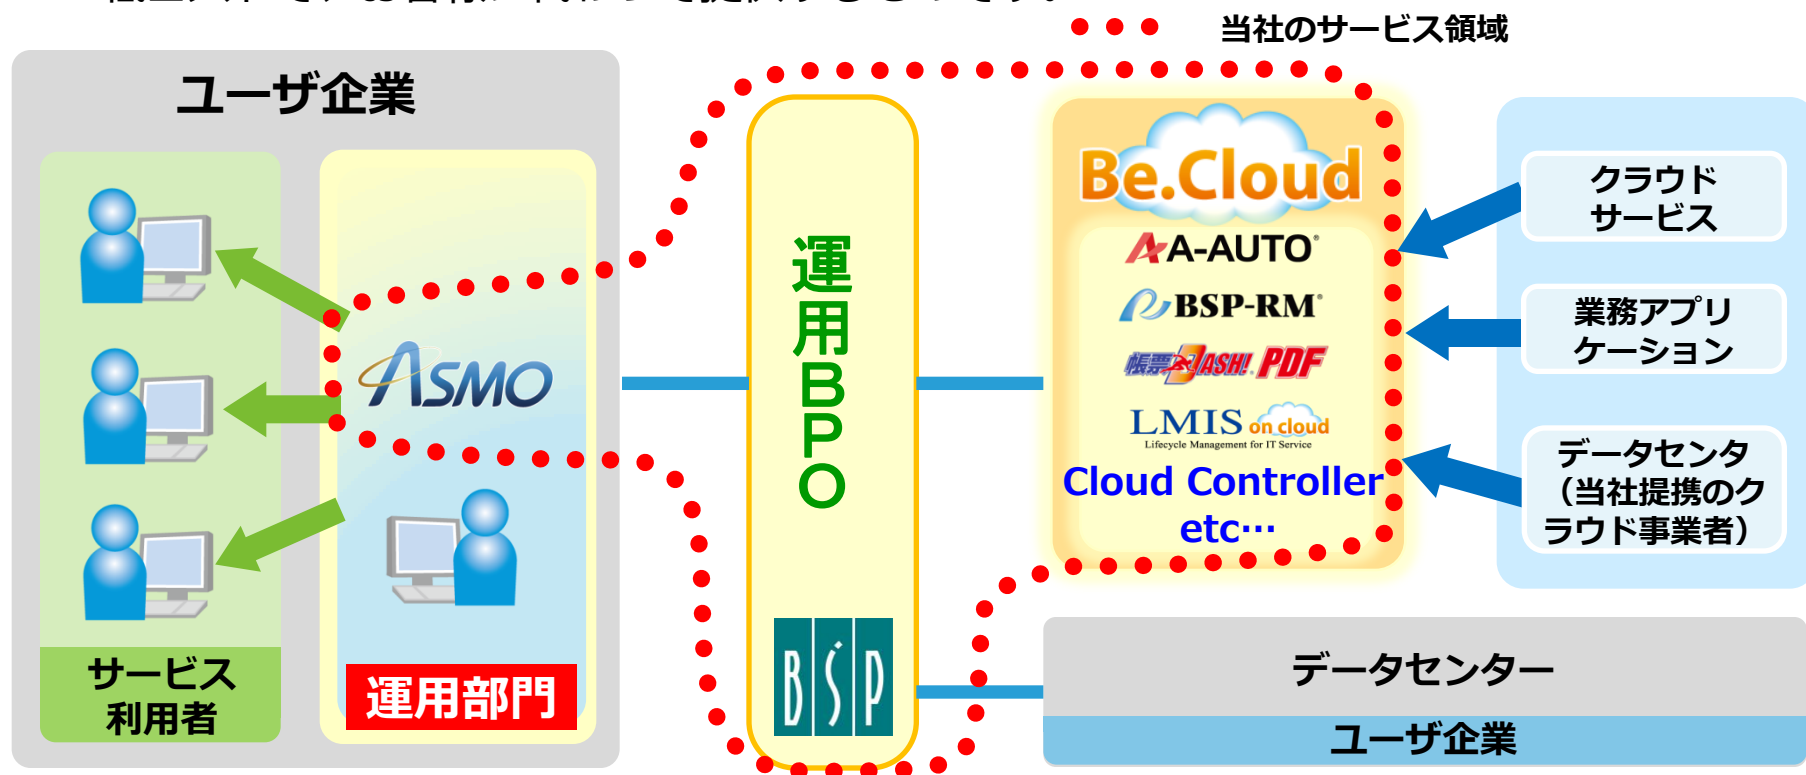 当社のサービス領域
ユーザ企業
サービス
利用者
ASMO
運用部門
運用BPO
BSP
Be.Cloud
A-AUTO®
BSP-RM®
帳票DASH! PDF
LMIS on cloud
Lifecycle Management for IT Service
Cloud Controller
etc…
クラウド
サービス
業務アプリ
ケーション
データセンタ
(当社提携のク
ラウド事業者)
データセンター
ユーザ企業